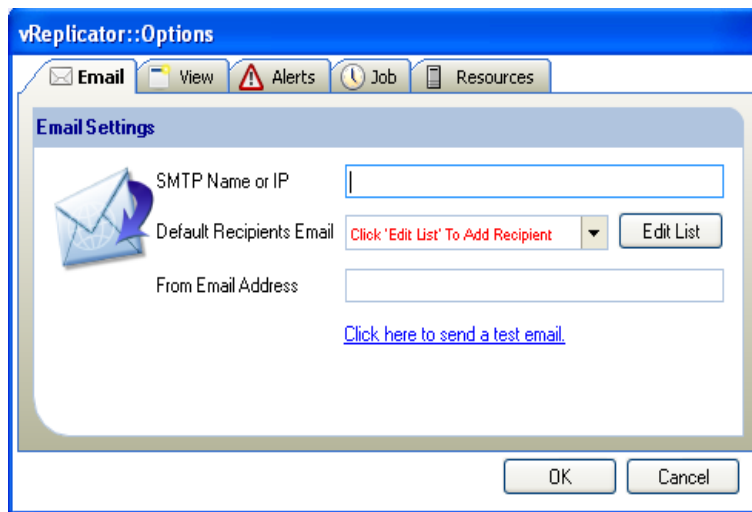 vReplicator::Options
Email View Alerts Job Resources
Email Settings
SMTP Name or IP
Default Recipients Email Click 'Edit List' To Add Recipient Edit List
From Email Address
Click here to send a test email.
OK Cancel